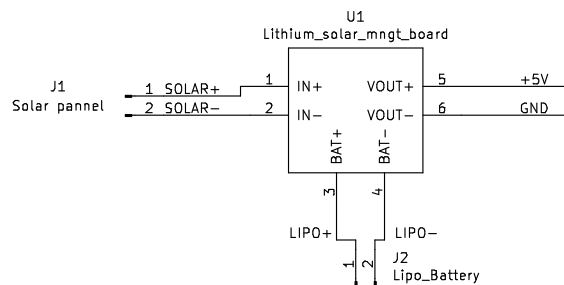 U1
Lithium_solar_mngt_board
J1
Solar pannel
1 SOLAR+ 1 IN+ VOUT+ 5 +5V
2 SOLAR- 2 IN- VOUT- 6 GND
BAT+ BAT-
3 4
LIPO+ LIPO-
1 2
J2
Lipo_Battery